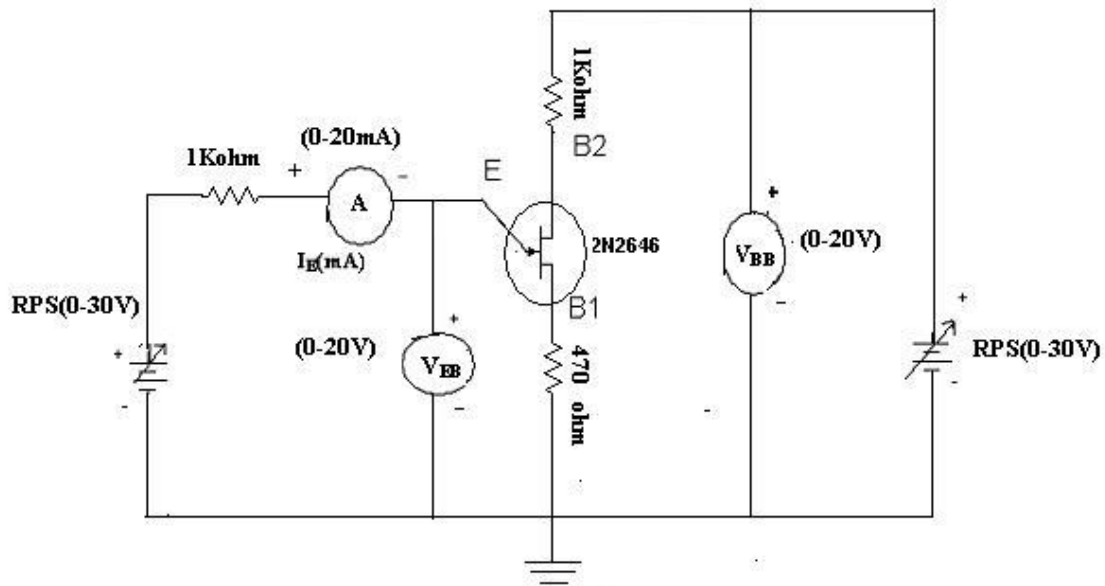 1Kohm
B2
(0-20mA)
1Kohm
+
-
E
A
IE(mA)
2N2646
+
VBB
(0-20V)
-
B1
RPS(0-30V)
+
-
(0-20V)
+
VEB
-
470 ohm
+
RPS(0-30V)
-
-